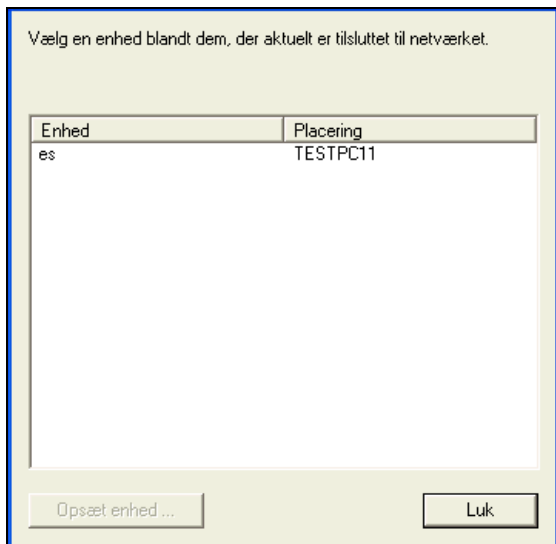 Vælg en enhed blandt dem, der aktuelt er tilsluttet til netværket.
Enhed Placering
es TESTPC11
Opsæt enhed ... Luk